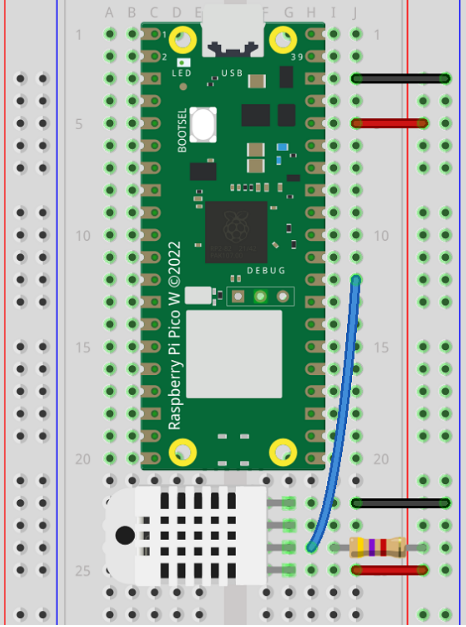 A B C D E F G H I J
1 1 1
2 39
LED USB
BOOTSEL
5 5
10 10
DEBUG
Raspberry Pi Pico W ©2022
15 15
20 20
25 25